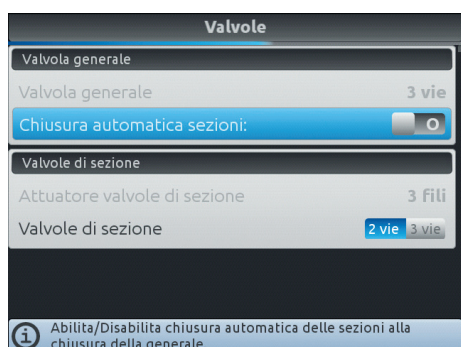 Valvole
Valvola generale
Valvola generale 3 vie
Chiusura automatica sezioni: O
Valvole di sezione
Attuatore valvole di sezione 3 fili
Valvole di sezione 2 vie 3 vie
Abilita/Disabilita chiusura automatica delle sezioni alla
chiusura della generale